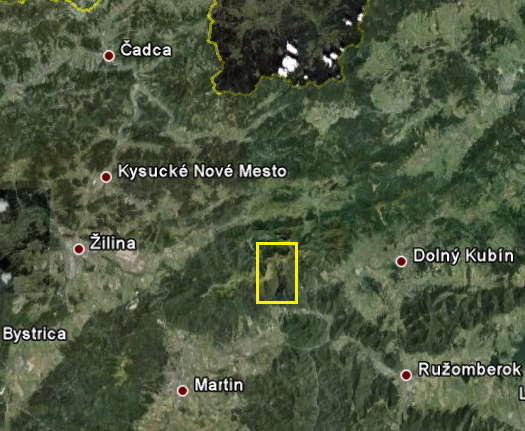 Čadca
Kysucké Nové Mesto
Žilina
Dolný Kubín
Bystrica
Ružomberok
Martin
L